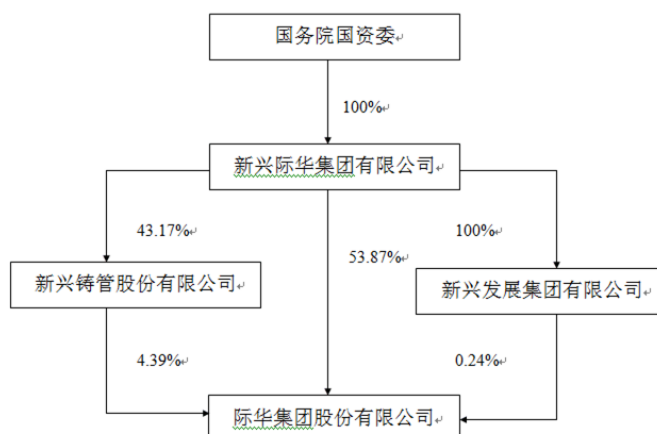 国务院国资委
100%
新兴际华集团有限公司
43.17%
53.87%
100%
新兴铸管股份有限公司
新兴发展集团有限公司
4.39%
0.24%
际华集团股份有限公司